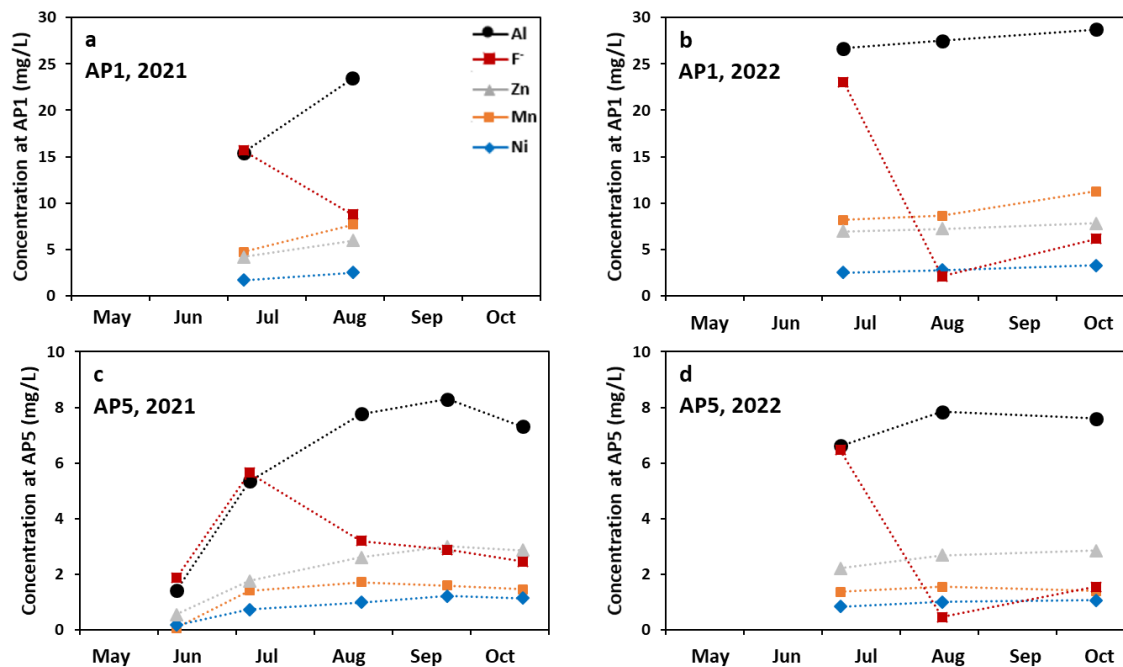 a
AP1, 2021
Al
F⁻
Zn
Mn
Ni
Concentration at AP1 (mg/L)
30
25
20
15
10
5
0
May Jun Jul Aug Sep Oct
b
AP1, 2022
Concentration at AP1 (mg/L)
30
25
20
15
10
5
0
May Jun Jul Aug Sep Oct
c
AP5, 2021
Concentration at AP5 (mg/L)
10
8
6
4
2
0
May Jun Jul Aug Sep Oct
d
AP5, 2022
Concentration at AP5 (mg/L)
10
8
6
4
2
0
May Jun Jul Aug Sep Oct